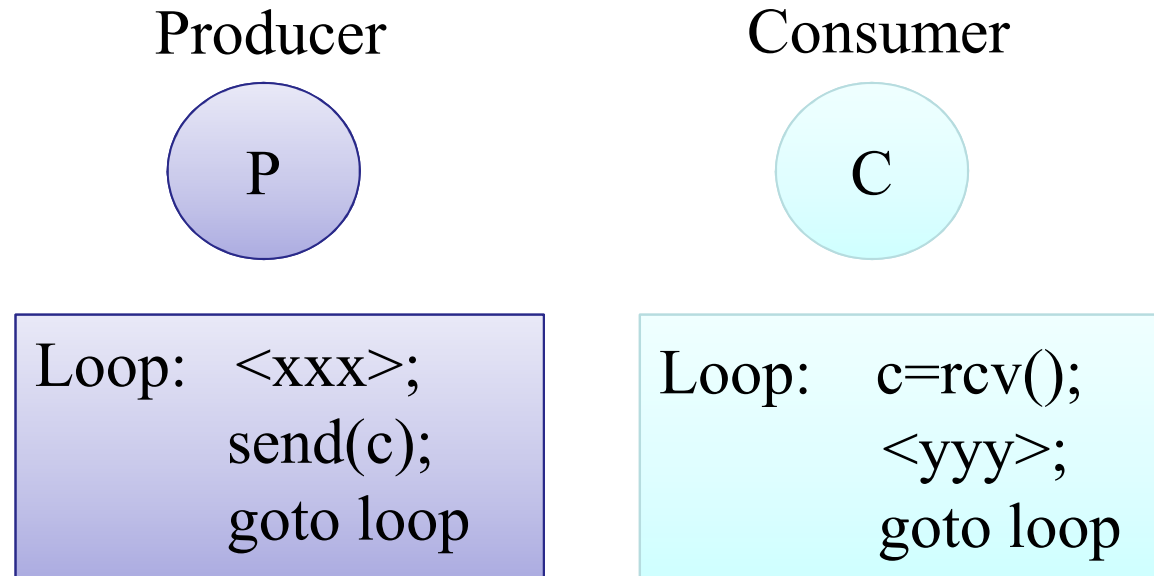 Producer
Consumer
P
C
Loop: <xxx>;
send(c);
goto loop
Loop: c=rcv();
<yyy>;
goto loop